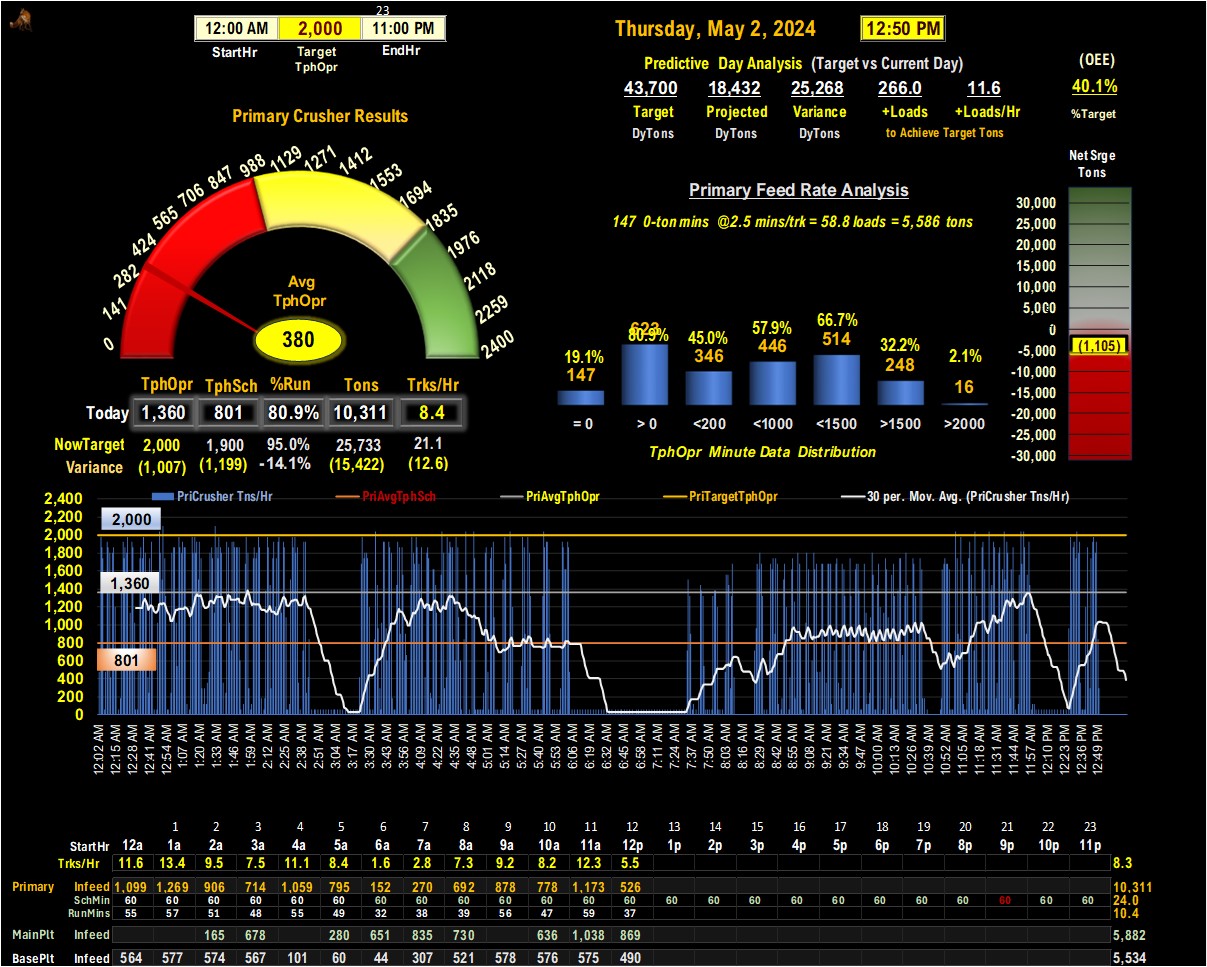 23
12:00 AM 2,000 11:00 PM
StartHr Target TphOpr EndHr
Thursday, May 2, 2024 12:50 PM
Predictive Day Analysis (Target vs Current Day)
43,700 18,432 25,268 266.0 11.6
Target Projected Variance +Loads +Loads/Hr
DyTons DyTons DyTons to Achieve Target Tons
(OEE)
40.1%
%Target
Primary Crusher Results
0 141 282 424 565 706 847 988 1129 1271 1412 1553 1694 1835 1976 2118 2259 2400
Avg
TphOpr
380
TphOpr TphSch %Run Tons Trks/Hr
Today 1,360 801 80.9% 10,311 8.4
NowTarget 2,000 1,900 95.0% 25,733 21.1
Variance (1,007) (1,199) -14.1% (15,422) (12.6)
Primary Feed Rate Analysis
147 0-ton mins @2.5 mins/trk = 58.8 loads = 5,586 tons
19.1% 80.9% 45.0% 57.9% 66.7% 32.2% 2.1%
147 623 346 446 514 248 16
= 0 > 0 <200 <1000 <1500 >1500 >2000
TphOpr Minute Data Distribution
Net Srge
Tons
30,000
25,000
20,000
15,000
10,000
5,000
0
(1,105)
-5,000
-10,000
-15,000
-20,000
-25,000
-30,000
PriCrusher Tns/Hr PriAvgTphSch PriAvgTphOpr PriTargetTphOpr 30 per. Mov. Avg. (PriCrusher Tns/Hr)
2,400
2,200
2,000
1,800
1,600
1,400
1,200
1,000
800
600
400
200
0
2,000
1,360
801
12:02 AM 12:15 AM 12:28 AM 12:41 AM 12:54 AM 1:07 AM 1:20 AM 1:33 AM 1:46 AM 1:59 AM 2:12 AM 2:25 AM 2:38 AM 2:51 AM 3:04 AM 3:17 AM 3:30 AM 3:43 AM 3:56 AM 4:09 AM 4:22 AM 4:35 AM 4:48 AM 5:01 AM 5:14 AM 5:27 AM 5:40 AM 5:53 AM 6:06 AM 6:19 AM 6:32 AM 6:45 AM 6:58 AM 7:11 AM 7:24 AM 7:37 AM 7:50 AM 8:03 AM 8:16 AM 8:29 AM 8:42 AM 8:55 AM 9:08 AM 9:21 AM 9:34 AM 9:47 AM 10:00 AM 10:13 AM 10:26 AM 10:39 AM 10:52 AM 11:05 AM 11:18 AM 11:31 AM 11:44 AM 11:57 AM 12:10 PM 12:23 PM 12:36 PM 12:49 PM
1 2 3 4 5 6 7 8 9 10 11 12 13 14 15 16 17 18 19 20 21 22 23
StartHr 12a 1a 2a 3a 4a 5a 6a 7a 8a 9a 10a 11a 12p 1p 2p 3p 4p 5p 6p 7p 8p 9p 10p 11p
Trks/Hr 11.6 13.4 9.5 7.5 11.1 8.4 1.6 2.8 7.3 9.2 8.2 12.3 5.5 8.3
Primary Infeed 1,099 1,269 906 714 1,059 795 152 270 692 878 778 1,173 526 10,311
SchMin 60 60 60 60 60 60 60 60 60 60 60 60 60 60 60 60 60 60 60 60 60 60 60 60 24.0
RunMins 55 57 51 48 55 49 32 38 39 56 47 59 37 10.4
MainPlt Infeed 165 678 280 651 835 730 636 1,038 869 5,882
BasePlt Infeed 564 577 574 567 101 60 44 307 521 578 576 575 490 5,534